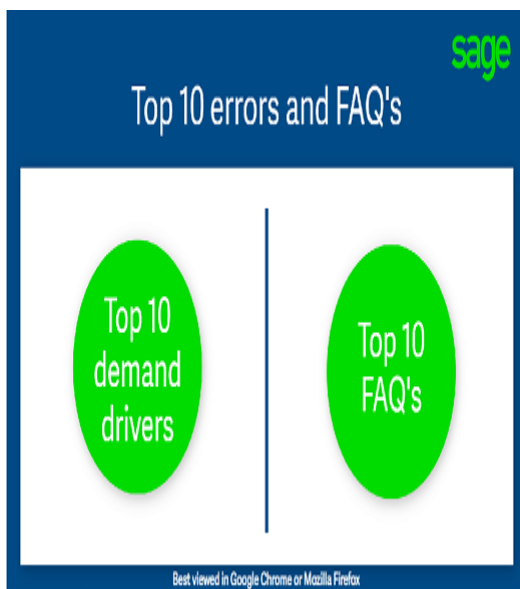 sage
Top 10 errors and FAQ's
Top 10
demand
drivers
Top 10
FAQ's
Best viewed in Google Chrome or Mozilla Firefox